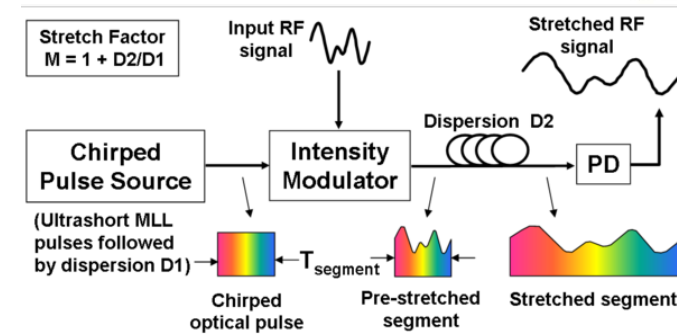 Stretch Factor
M = 1 + D2/D1
Input RF
signal
Stretched RF
signal
Chirped
Pulse Source
Intensity
Modulator
Dispersion D2
PD
(Ultrashort MLL
pulses followed
by dispersion D1)
Tsegment
Chirped
optical pulse
Pre-stretched
segment
Stretched segment